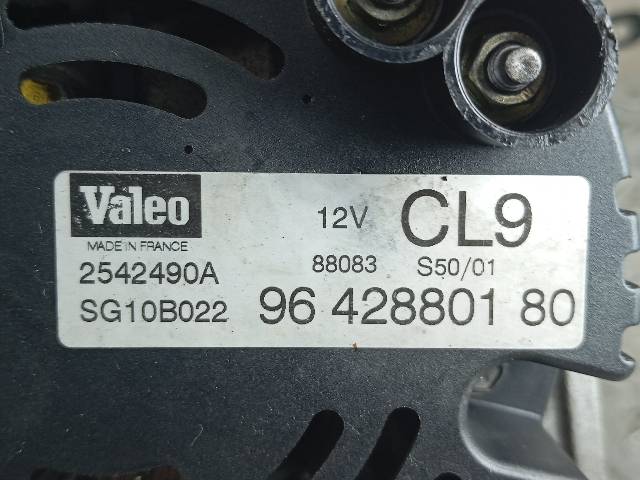 Valeo
12V CL9
MADE IN FRANCE
2542490A 88083 S50/01
SG10B022 96 428801 80